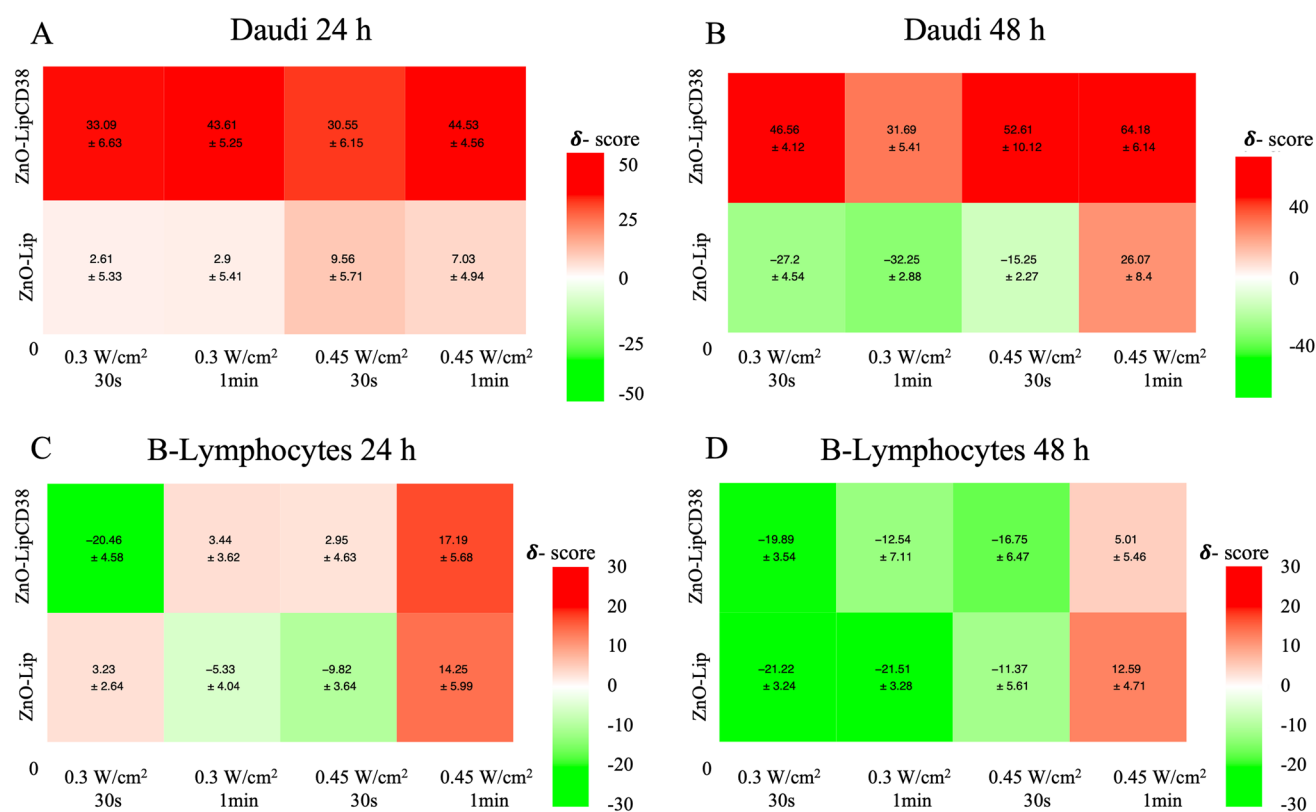 A
Daudi 24 h
ZnO-LipCD38
33.09
± 6.63
43.61
± 5.25
30.55
± 6.15
44.53
± 4.56
ZnO-Lip
2.61
± 5.33
2.9
± 5.41
9.56
± 5.71
7.03
± 4.94
0
0.3 W/cm²
30s
0.3 W/cm²
1min
0.45 W/cm²
30s
0.45 W/cm²
1min
δ- score
50
25
0
-25
-50
B
Daudi 48 h
ZnO-LipCD38
46.56
± 4.12
31.69
± 5.41
52.61
± 10.12
64.18
± 6.14
ZnO-Lip
−27.2
± 4.54
−32.25
± 2.88
−15.25
± 2.27
26.07
± 8.4
0
0.3 W/cm²
30s
0.3 W/cm²
1min
0.45 W/cm²
30s
0.45 W/cm²
1min
δ- score
40
0
-40
C
B-Lymphocytes 24 h
ZnO-LipCD38
−20.46
± 4.58
3.44
± 3.62
2.95
± 4.63
17.19
± 5.68
ZnO-Lip
3.23
± 2.64
−5.33
± 4.04
−9.82
± 3.64
14.25
± 5.99
0
0.3 W/cm²
30s
0.3 W/cm²
1min
0.45 W/cm²
30s
0.45 W/cm²
1min
δ- score
30
20
10
0
-10
-20
-30
D
B-Lymphocytes 48 h
ZnO-LipCD38
−19.89
± 3.54
−12.54
± 7.11
−16.75
± 6.47
5.01
± 5.46
ZnO-Lip
−21.22
± 3.24
−21.51
± 3.28
−11.37
± 5.61
12.59
± 4.71
0
0.3 W/cm²
30s
0.3 W/cm²
1min
0.45 W/cm²
30s
0.45 W/cm²
1min
δ- score
30
20
10
0
-10
-20
-30